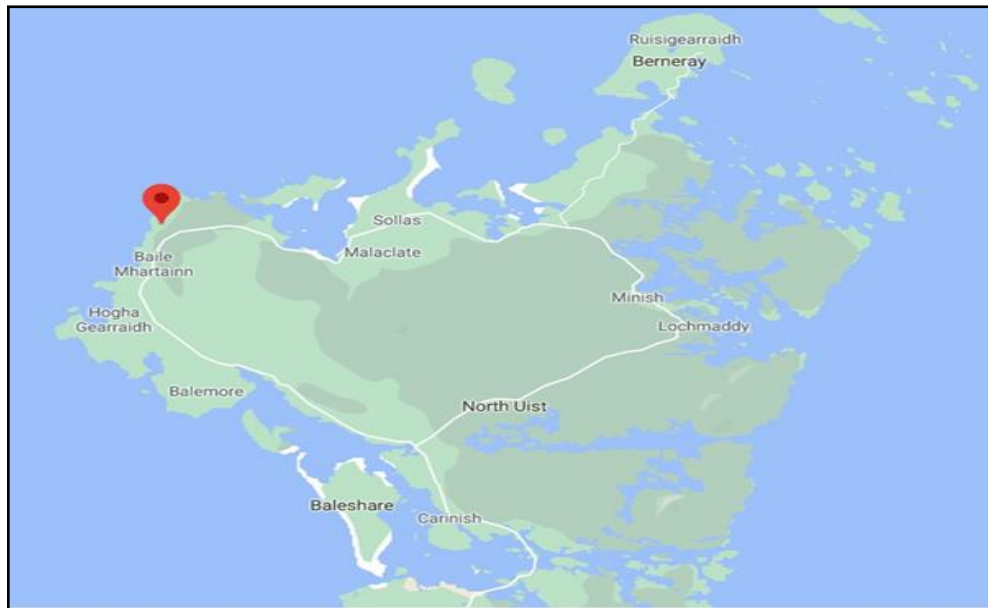 Ruisigearraidh
Berneray
Sollas
Malaclate
Baile
Mhartainn
Minish
Hogha
Gearraidh
Lochmaddy
Balemore
North Uist
Baleshare
Carinish